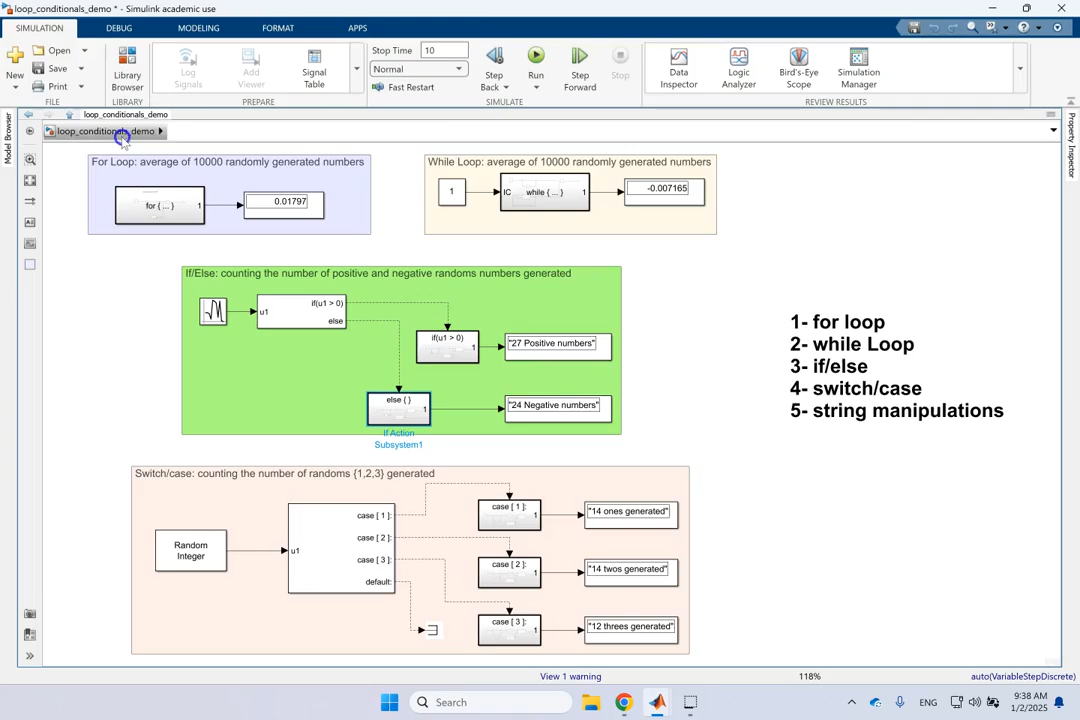 loop_conditionals_demo * - Simulink academic use
SIMULATION DEBUG MODELING FORMAT APPS
New Open Save Print FILE
Library Browser LIBRARY
Log Signals Add Viewer Signal Table PREPARE
Stop Time 10
Normal
Fast Restart
Step Back Run Step Forward Stop SIMULATE
Data Inspector Logic Analyzer Bird's-Eye Scope Simulation Manager REVIEW RESULTS
Model Browser
Property Inspector
loop_conditionals_demo
loop_conditionals_demo
For Loop: average of 10000 randomly generated numbers
for { ... } 1
0.01797
While Loop: average of 10000 randomly generated numbers
1
IC while { ... } 1
-0.007165
If/Else: counting the number of positive and negative randoms numbers generated
u1 if(u1 > 0)
else
if(u1 > 0)
1
"27 Positive numbers"
else { }
1
"24 Negative numbers"
If Action
Subsystem1
1- for loop
2- while Loop
3- if/else
4- switch/case
5- string manipulations
Switch/case: counting the number of randoms {1,2,3} generated
Random
Integer
u1
case [ 1 ]:
case [ 2 ]:
case [ 3 ]:
default:
case [ 1 ]:
1
"14 ones generated"
case [ 2 ]:
1
"14 twos generated"
case [ 3 ]:
1
"12 threes generated"
View 1 warning 118% auto(VariableStepDiscrete)
Search
ENG
9:38 AM
1/2/2025